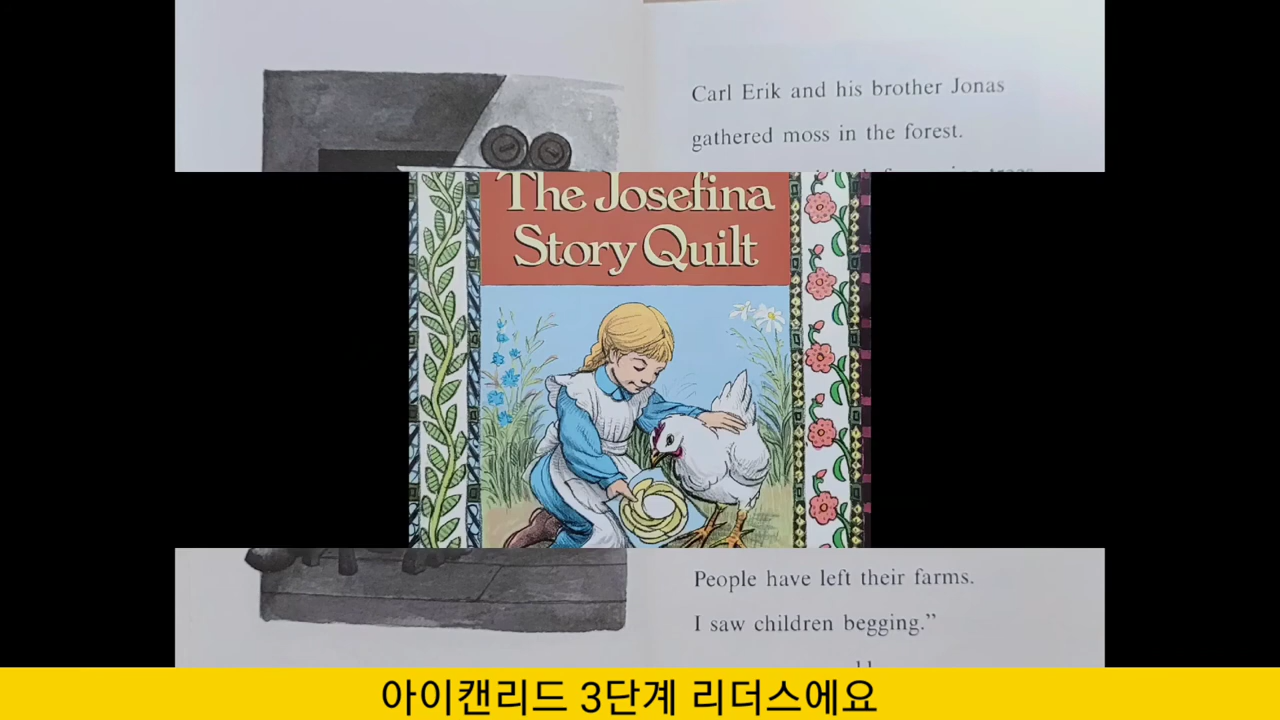 Carl Erik and his brother Jonas
gathered moss in the forest.
The Josefina
Story Quilt
People have left their farms.
I saw children begging.”
아이캔리드 3단계 리더스에요